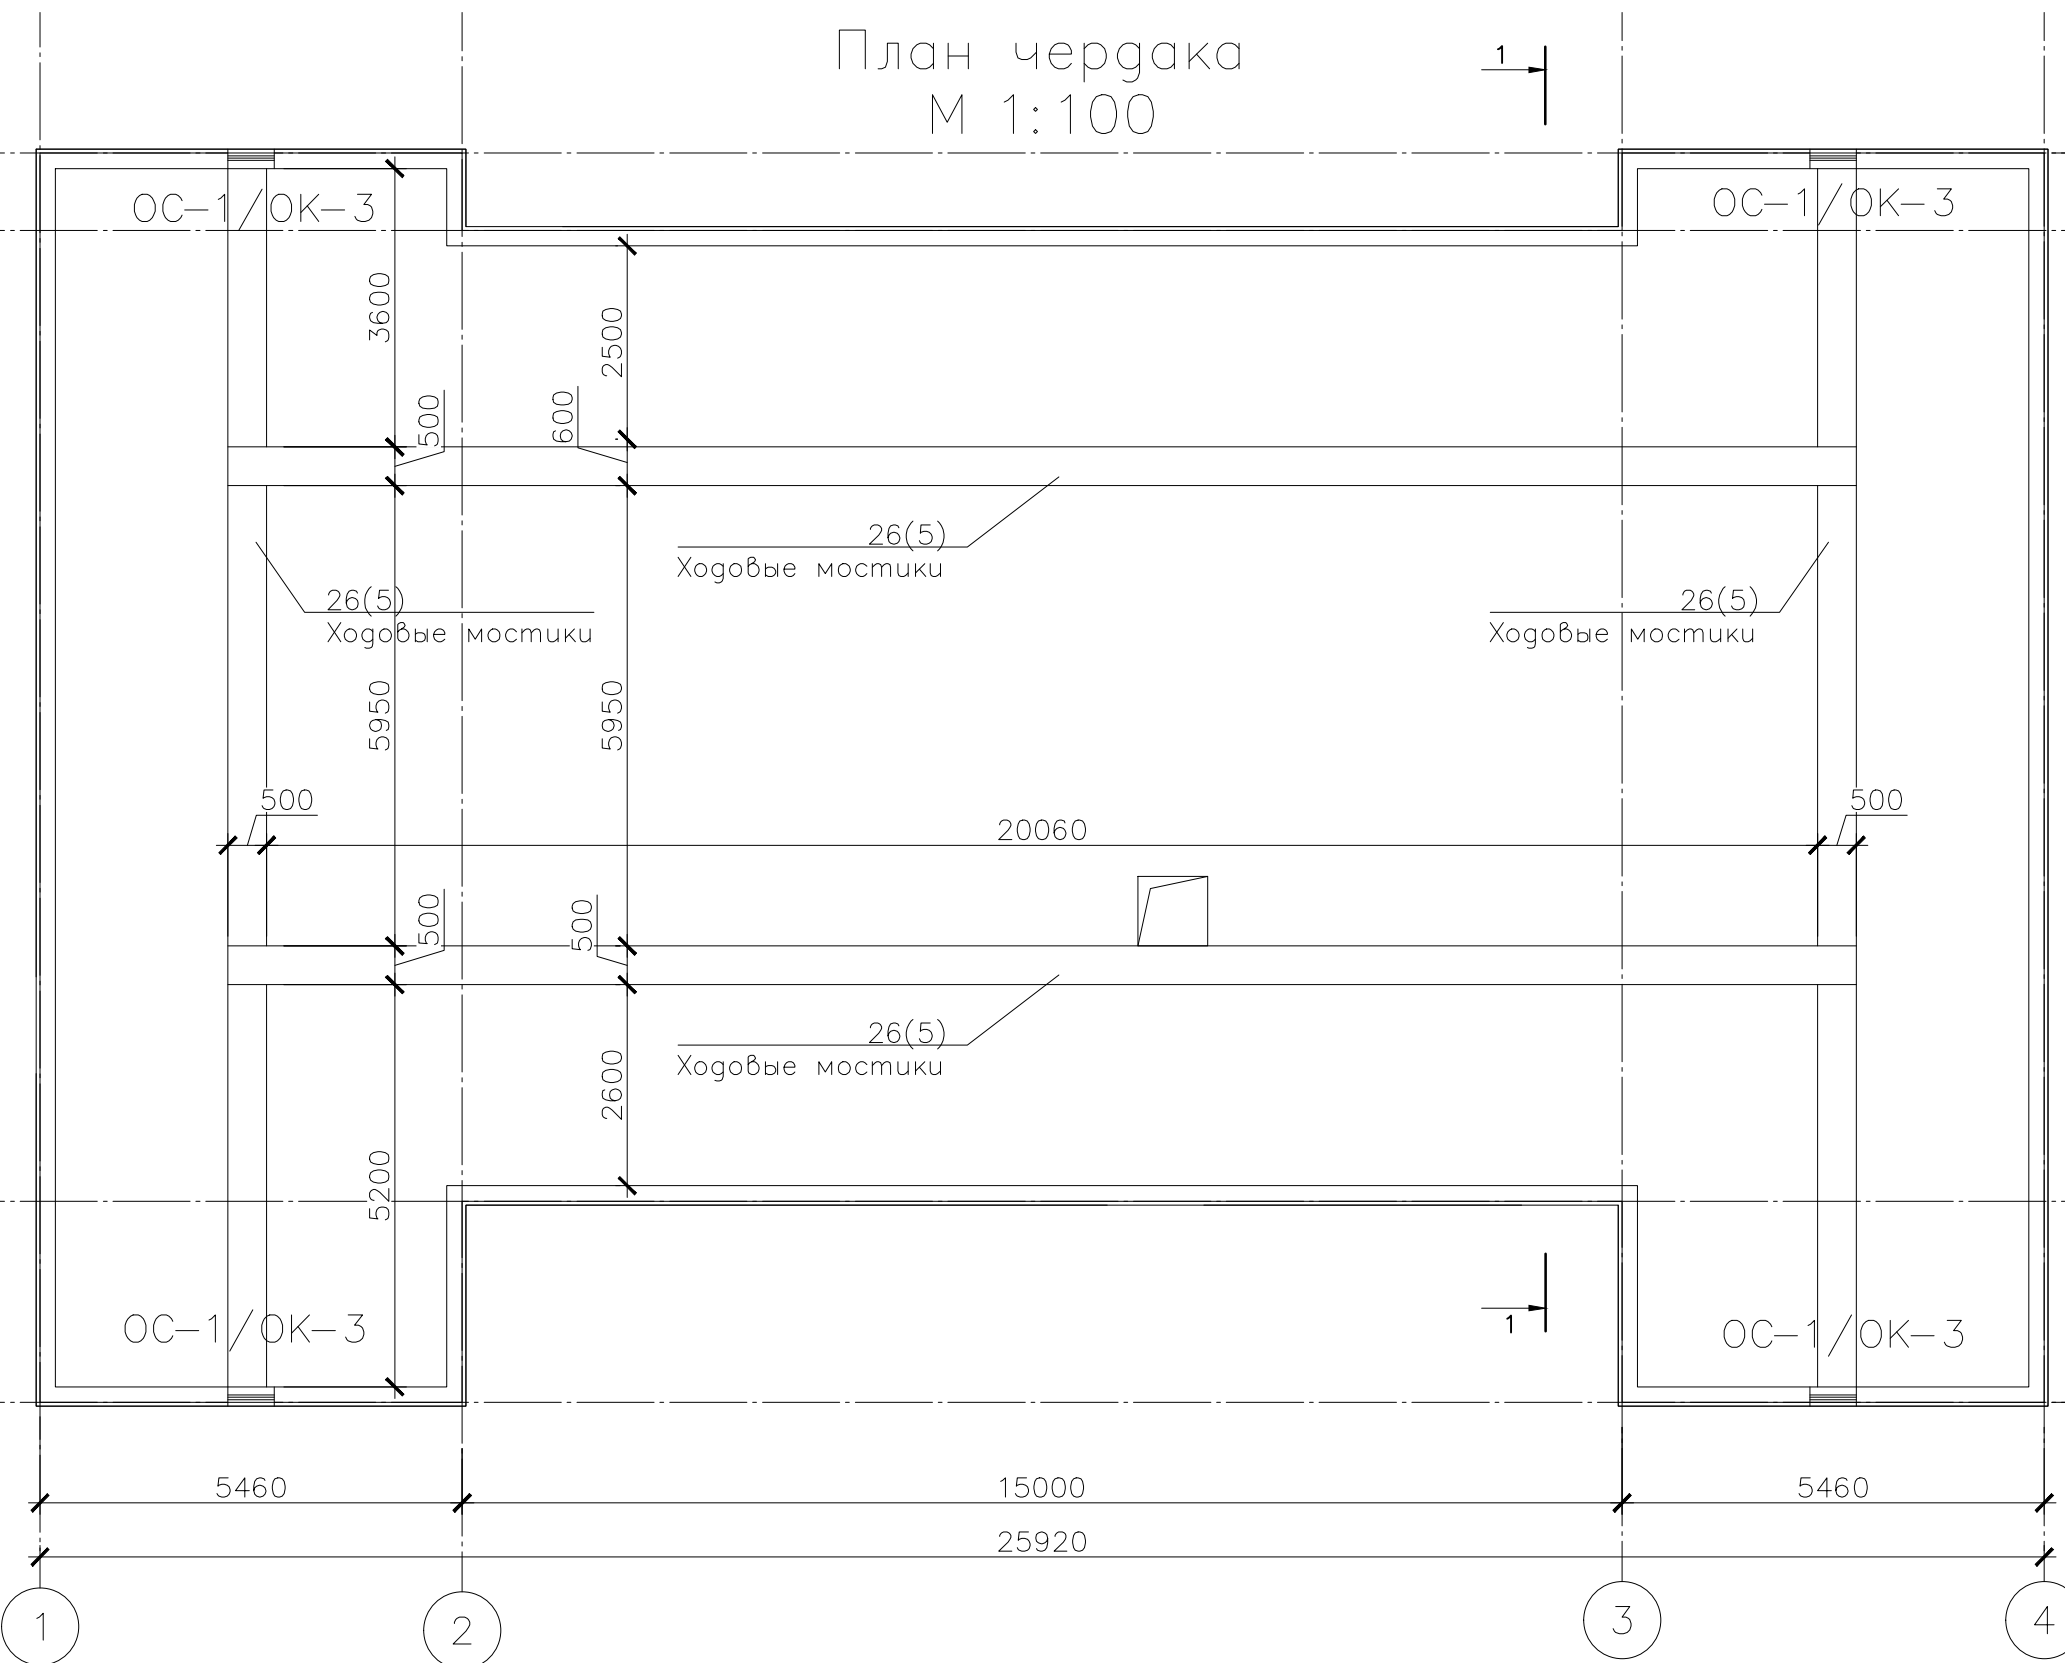 План чердака
М 1:100
1
ОС-1/ОК-3
ОС-1/ОК-3
3600
2500
500
600
26(5)
Ходовые мостики
26(5)
Ходовые мостики
26(5)
Ходовые мостики
5950
5950
500
500
20060
500
500
26(5)
Ходовые мостики
2600
5200
ОС-1/ОК-3
1
ОС-1/ОК-3
5460
15000
5460
25920
1
2
3
4